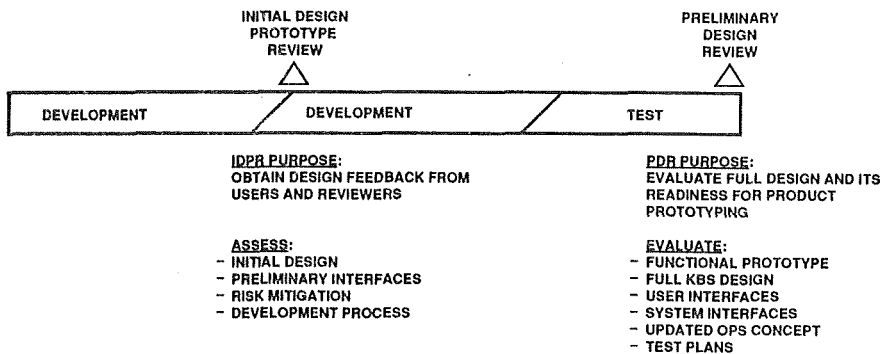 INITIAL DESIGN
PROTOTYPE
REVIEW
PRELIMINARY
DESIGN
REVIEW
DEVELOPMENT
DEVELOPMENT
TEST
IDPR PURPOSE:
OBTAIN DESIGN FEEDBACK FROM
USERS AND REVIEWERS
ASSESS:
- INITIAL DESIGN
- PRELIMINARY INTERFACES
- RISK MITIGATION
- DEVELOPMENT PROCESS
PDR PURPOSE:
EVALUATE FULL DESIGN AND ITS
READINESS FOR PRODUCT
PROTOTYPING
EVALUATE:
- FUNCTIONAL PROTOTYPE
- FULL KBS DESIGN
- USER INTERFACES
- SYSTEM INTERFACES
- UPDATED OPS CONCEPT
- TEST PLANS